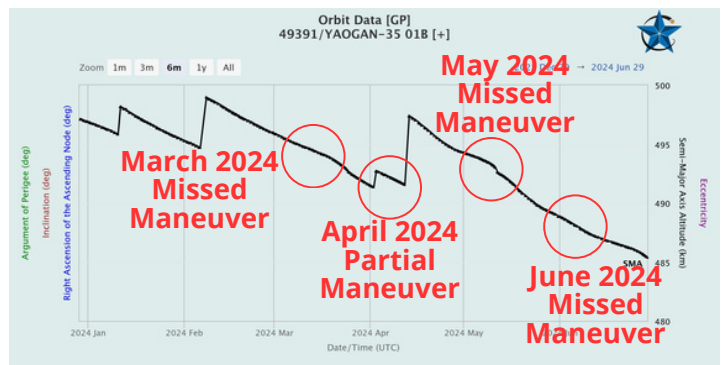 Orbit Data [GP]
49391/YAOGAN-35 01B [+]
Zoom 1m 3m 6m 1y All
→ 2024 Jun 29
May 2024
Missed
Maneuver
March 2024
Missed
Maneuver
April 2024
Partial
Maneuver
June 2024
Missed
Maneuver
Argument of Perigee (deg)
Inclination (deg)
Right Ascension of the Ascending Node (deg)
500
495
490
485
480
Semi-Major Axis Altitude (km)
Eccentricity
SMA
2024 Jan
2024 Feb
2024 Mar
2024 Apr
2024 May
Date/Time (UTC)